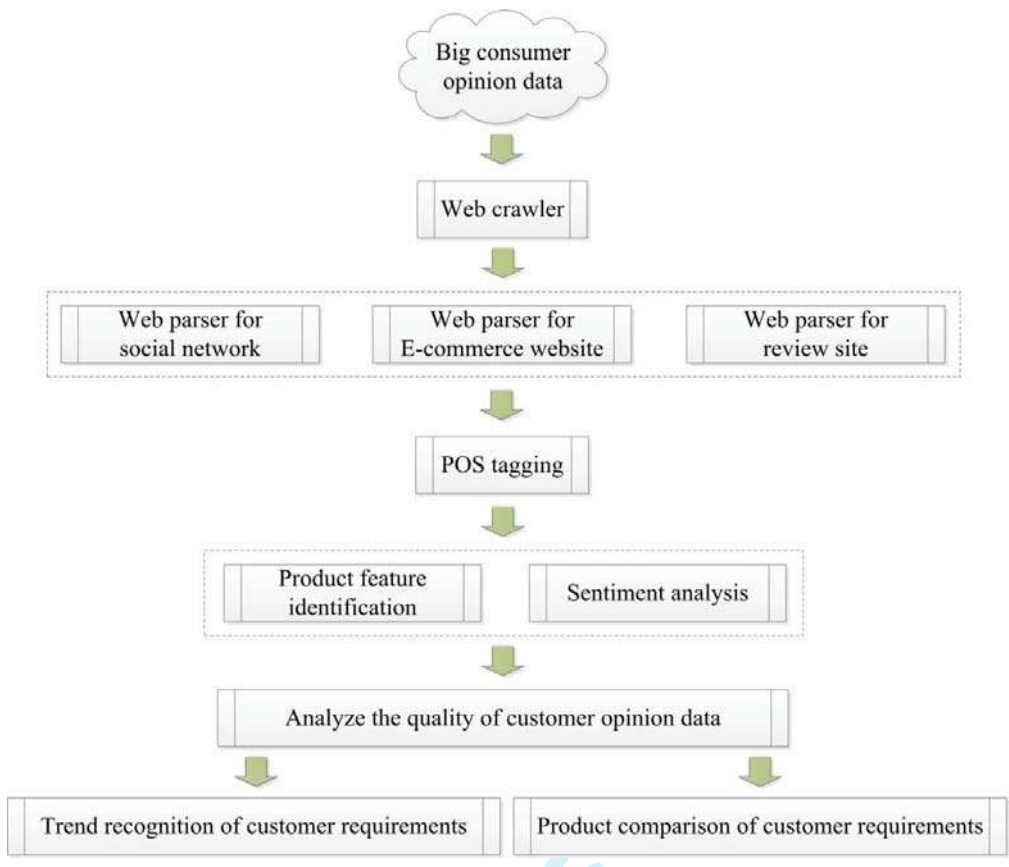 Big consumer
opinion data
Web crawler
Web parser for
social network
Web parser for
E-commerce website
Web parser for
review site
POS tagging
Product feature
identification
Sentiment analysis
Analyze the quality of customer opinion data
Trend recognition of customer requirements
Product comparison of customer requirements